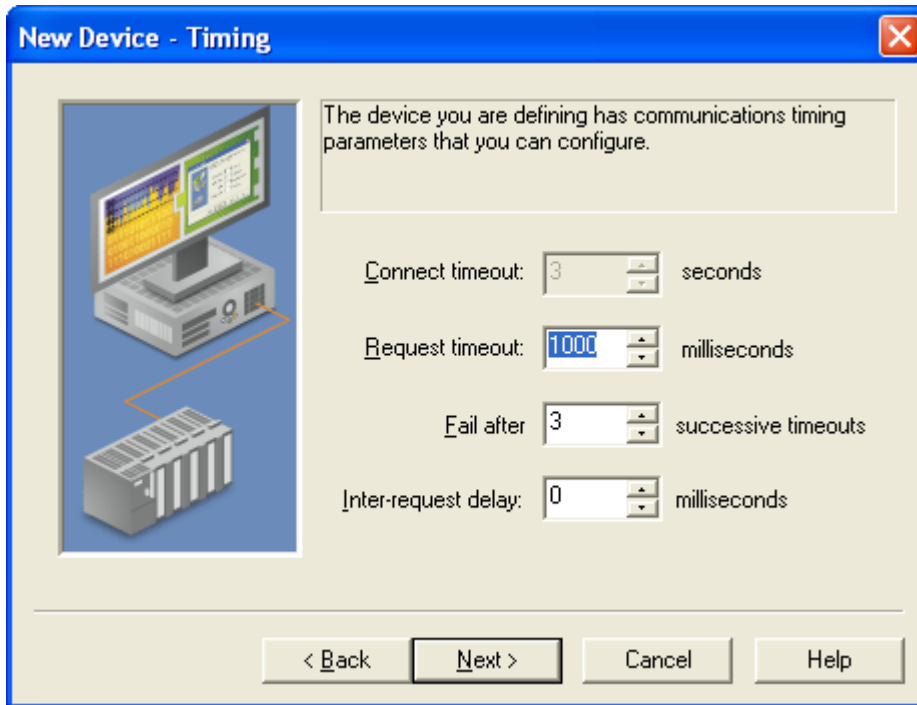 New Device - Timing
The device you are defining has communications timing
parameters that you can configure.
Connect timeout: 3 seconds
Request timeout: 1000 milliseconds
Fail after 3 successive timeouts
Inter-request delay: 0 milliseconds
< Back Next > Cancel Help